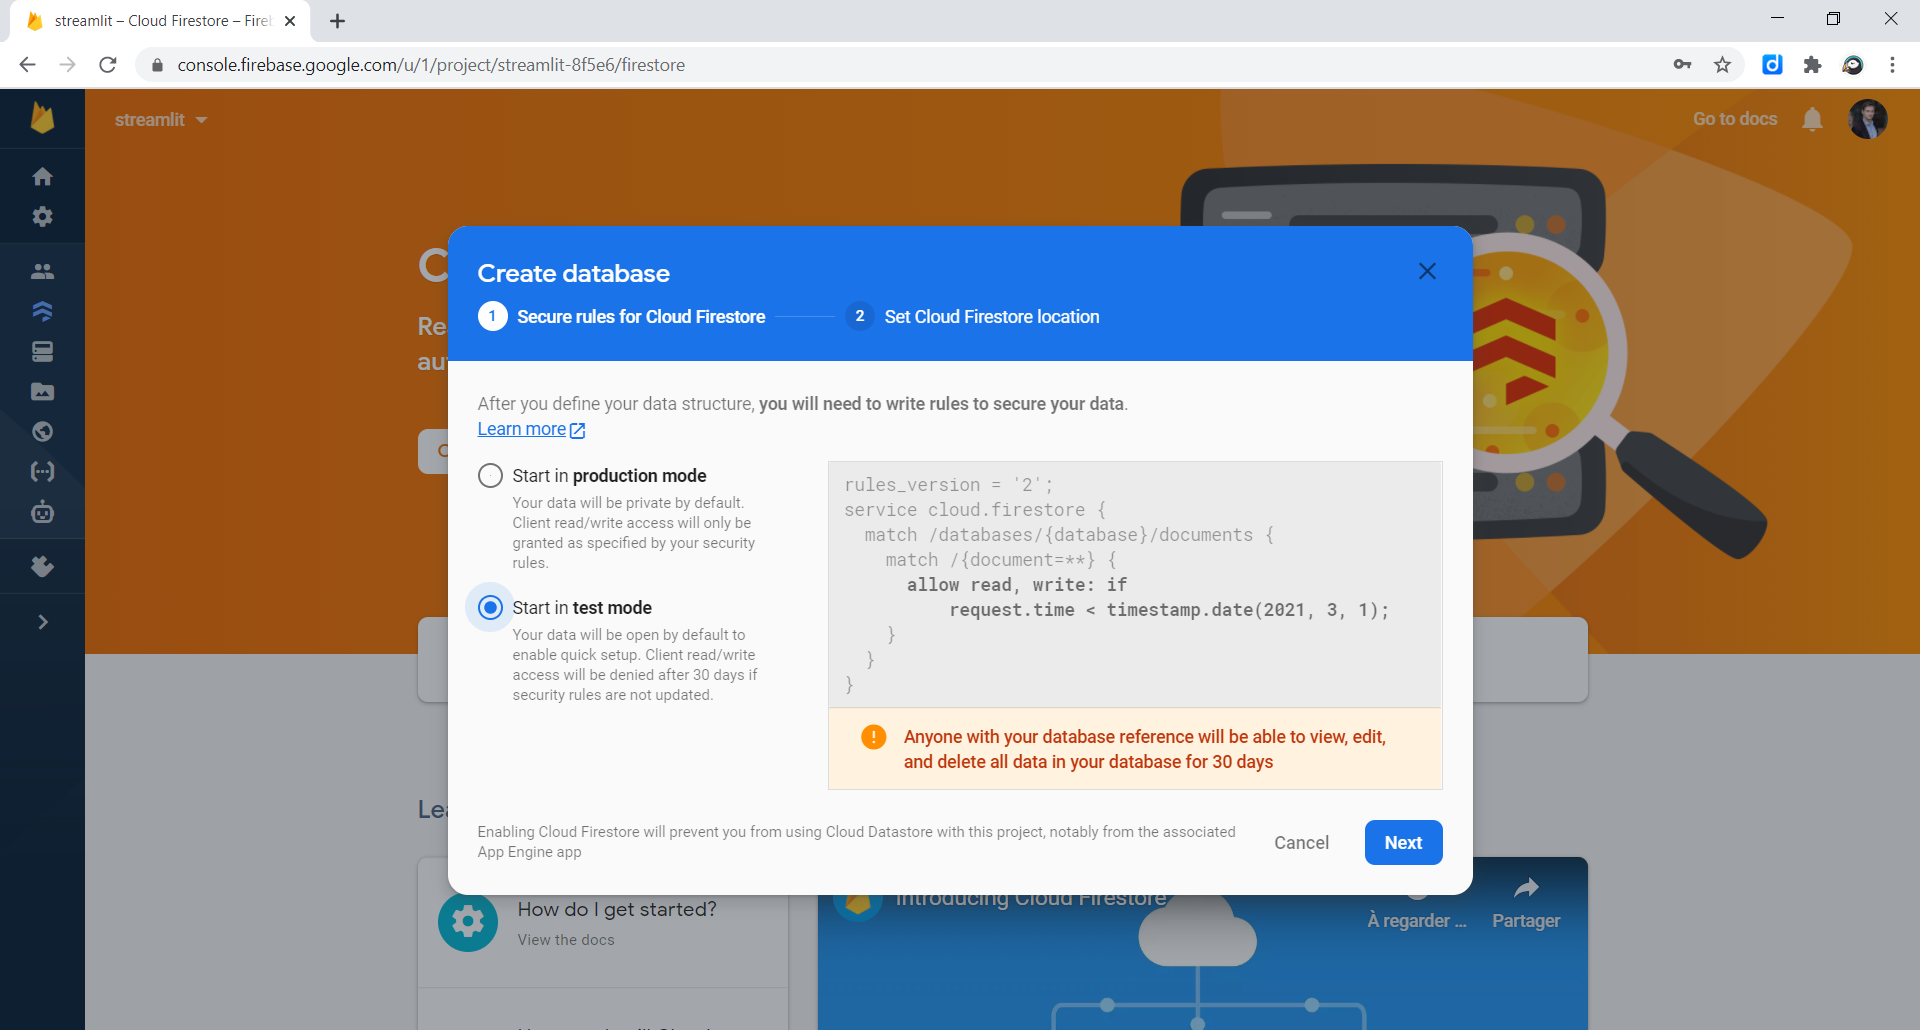 streamlit – Cloud Firestore – Fire
console.firebase.google.com/u/1/project/streamlit-8f5e6/firestore
streamlit
Go to docs
Create database
1 Secure rules for Cloud Firestore 2 Set Cloud Firestore location
After you define your data structure, you will need to write rules to secure your data.
Learn more
Start in production mode
Your data will be private by default.
Client read/write access will only be
granted as specified by your security
rules.
Start in test mode
Your data will be open by default to
enable quick setup. Client read/write
access will be denied after 30 days if
security rules are not updated.
rules_version = '2';
service cloud.firestore {
match /databases/{database}/documents {
match /{document=**} {
allow read, write: if
request.time < timestamp.date(2021, 3, 1);
}
}
}
Anyone with your database reference will be able to view, edit,
and delete all data in your database for 30 days
Enabling Cloud Firestore will prevent you from using Cloud Datastore with this project, notably from the associated
App Engine app
Cancel
Next
How do I get started?
View the docs
Introducing Cloud Firestore
À regarder ...
Partager